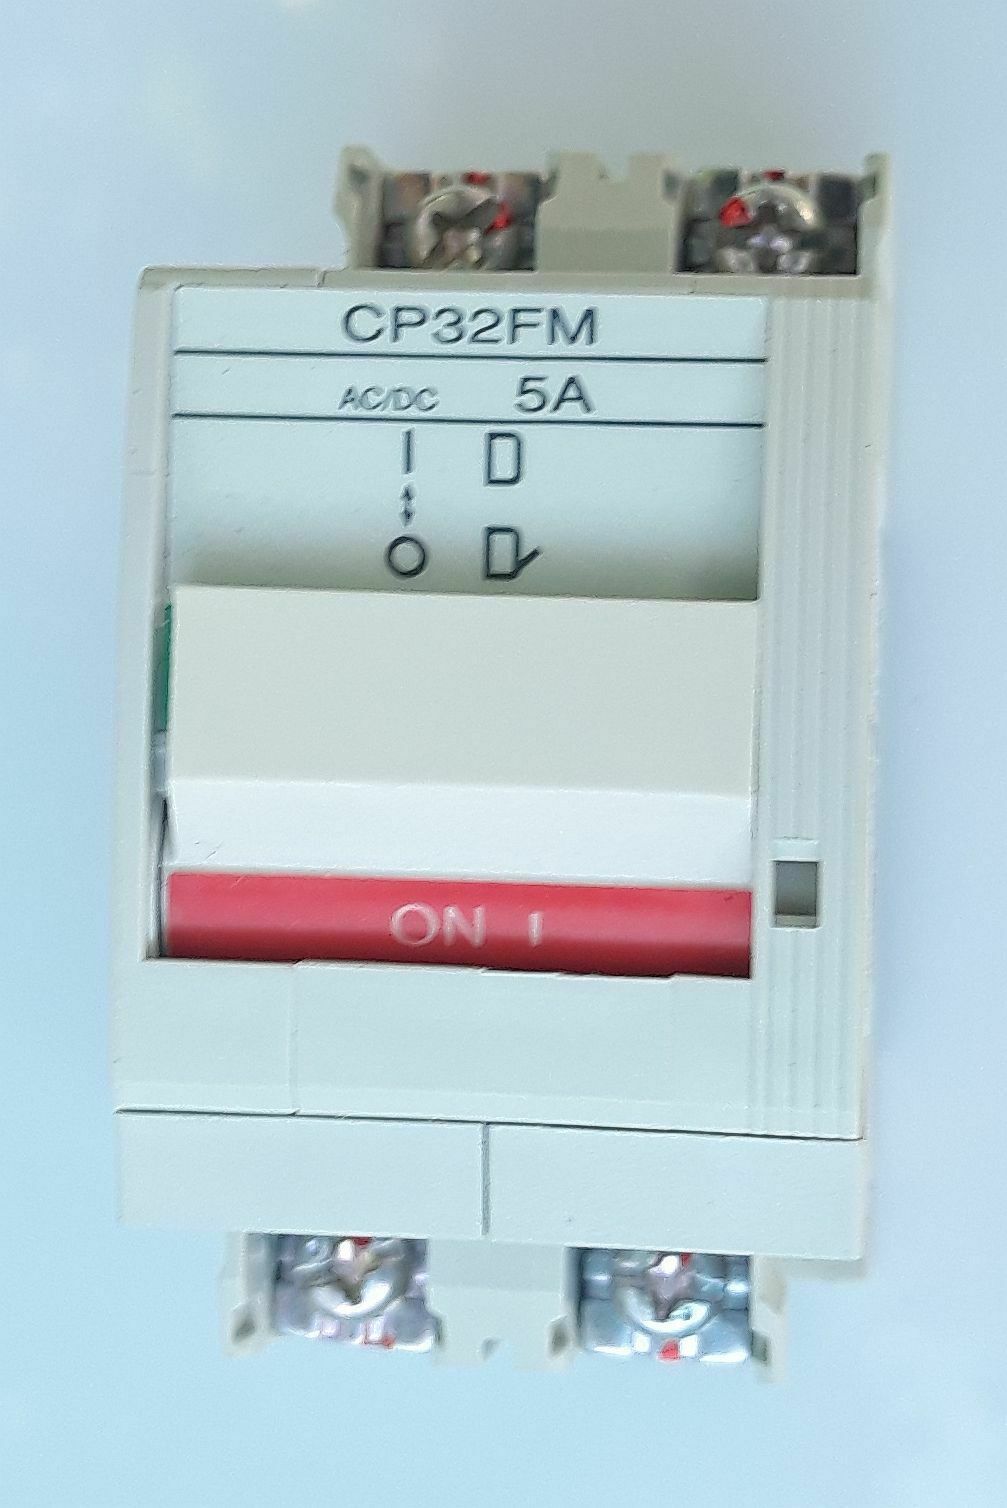 CP32FM
AC/DC 5A
I
O
ON I